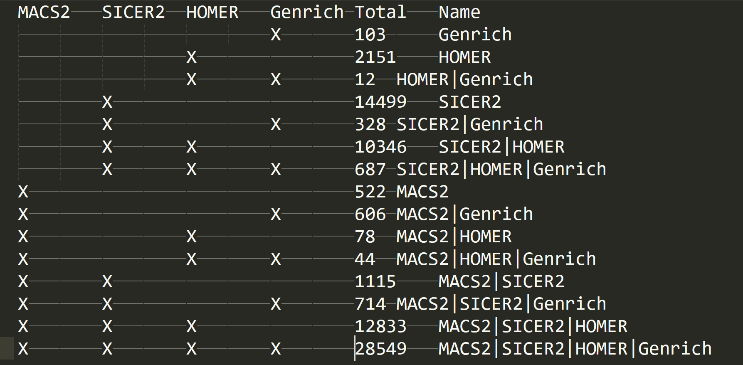 MACS2 SICER2 HOMER Genrich Total Name
X 103 Genrich
X 2151 HOMER
X X 12 HOMER|Genrich
X 14499 SICER2
X X 328 SICER2|Genrich
X X 10346 SICER2|HOMER
X X X 687 SICER2|HOMER|Genrich
X 522 MACS2
X X 606 MACS2|Genrich
X X 78 MACS2|HOMER
X X X 44 MACS2|HOMER|Genrich
X X 1115 MACS2|SICER2
X X X 714 MACS2|SICER2|Genrich
X X X 12833 MACS2|SICER2|HOMER
X X X X 28549 MACS2|SICER2|HOMER|Genrich